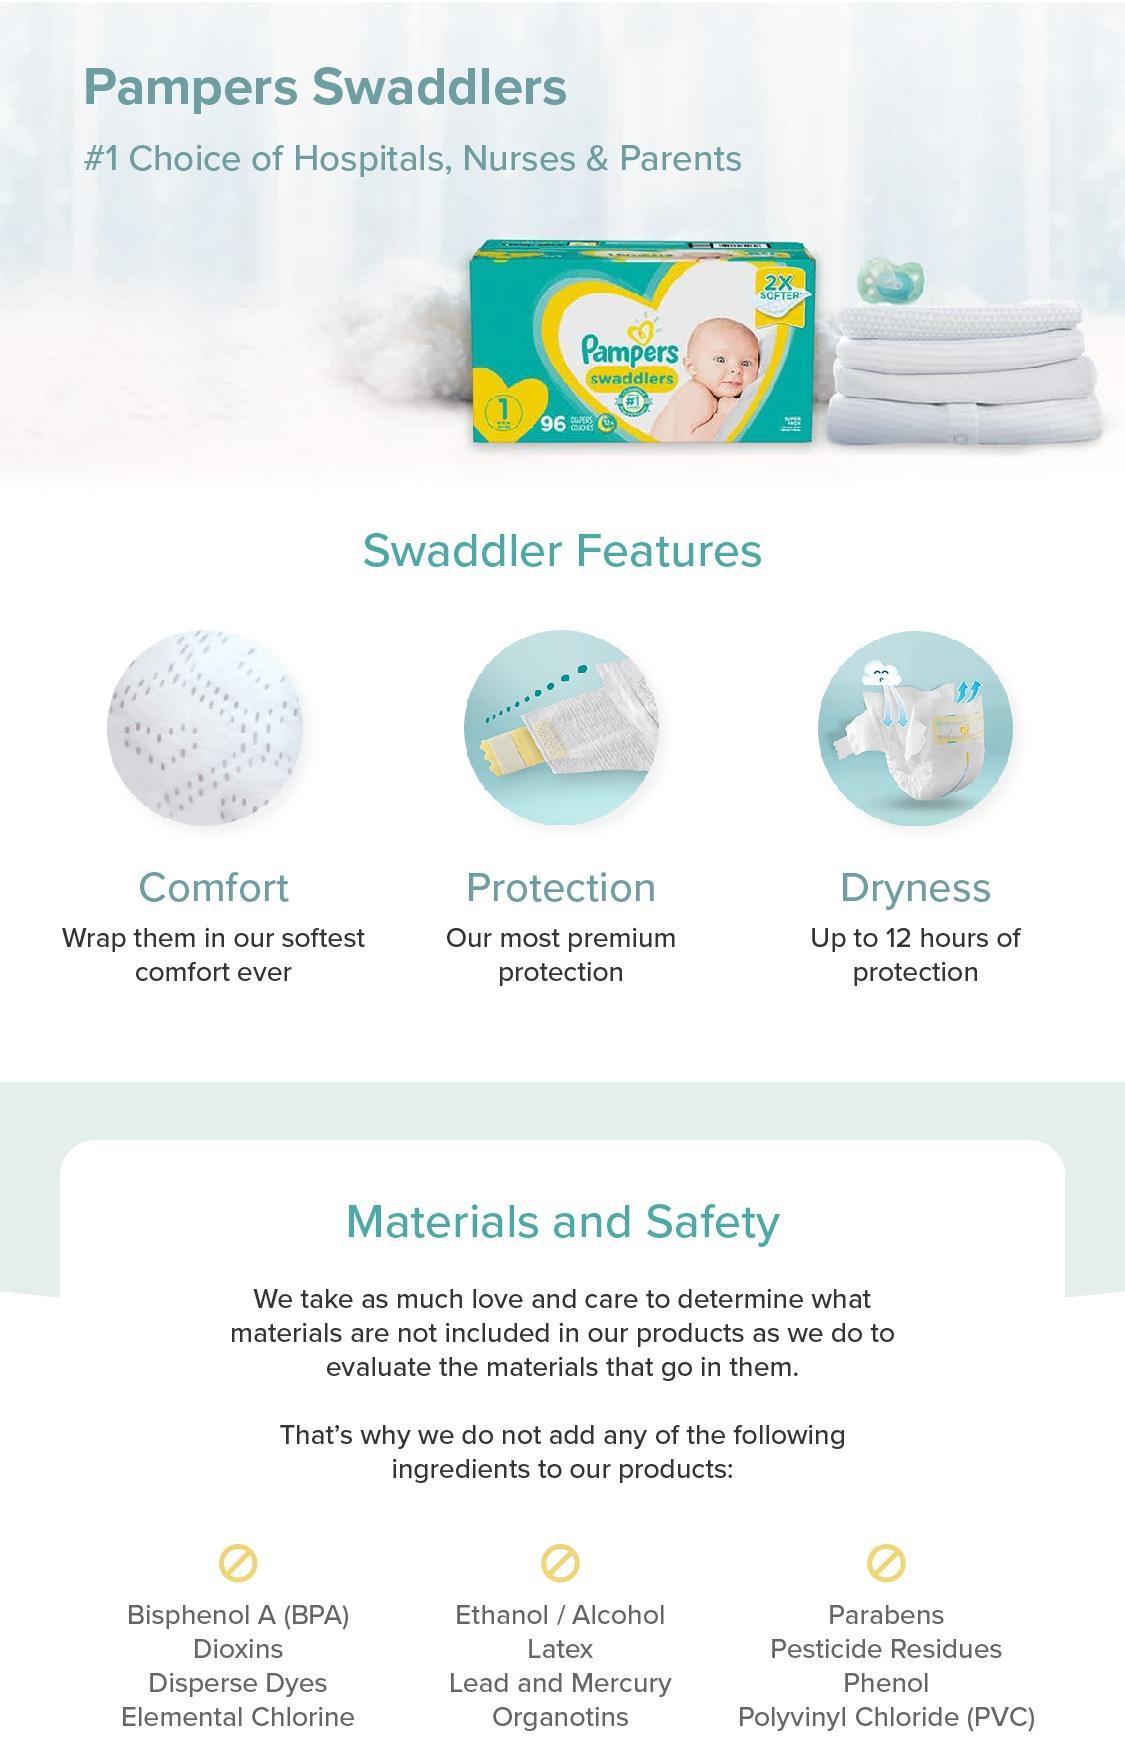 Pampers Swaddlers
#1 Choice of Hospitals, Nurses & Parents
2X
SOFTER
Pampers
swaddlers
#1
1
96 DIAPERS
COUCHES
SUPER
PACK
Swaddler Features
Comfort
Wrap them in our softest
comfort ever
Protection
Our most premium
protection
Dryness
Up to 12 hours of
protection
Materials and Safety
We take as much love and care to determine what
materials are not included in our products as we do to
evaluate the materials that go in them.
That’s why we do not add any of the following
ingredients to our products:
Bisphenol A (BPA)
Dioxins
Disperse Dyes
Elemental Chlorine
Ethanol / Alcohol
Latex
Lead and Mercury
Organotins
Parabens
Pesticide Residues
Phenol
Polyvinyl Chloride (PVC)